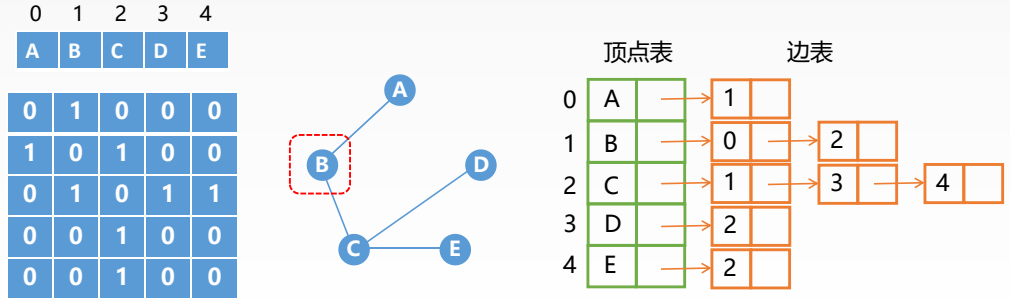 0 1 2 3 4
A B C D E
0 1 0 0 0
1 0 1 0 0
0 1 0 1 1
0 0 1 0 0
0 0 1 0 0
A
B
D
C
E
顶点表 边表
0 A 1
1 B 0 2
2 C 1 3 4
3 D 2
4 E 2